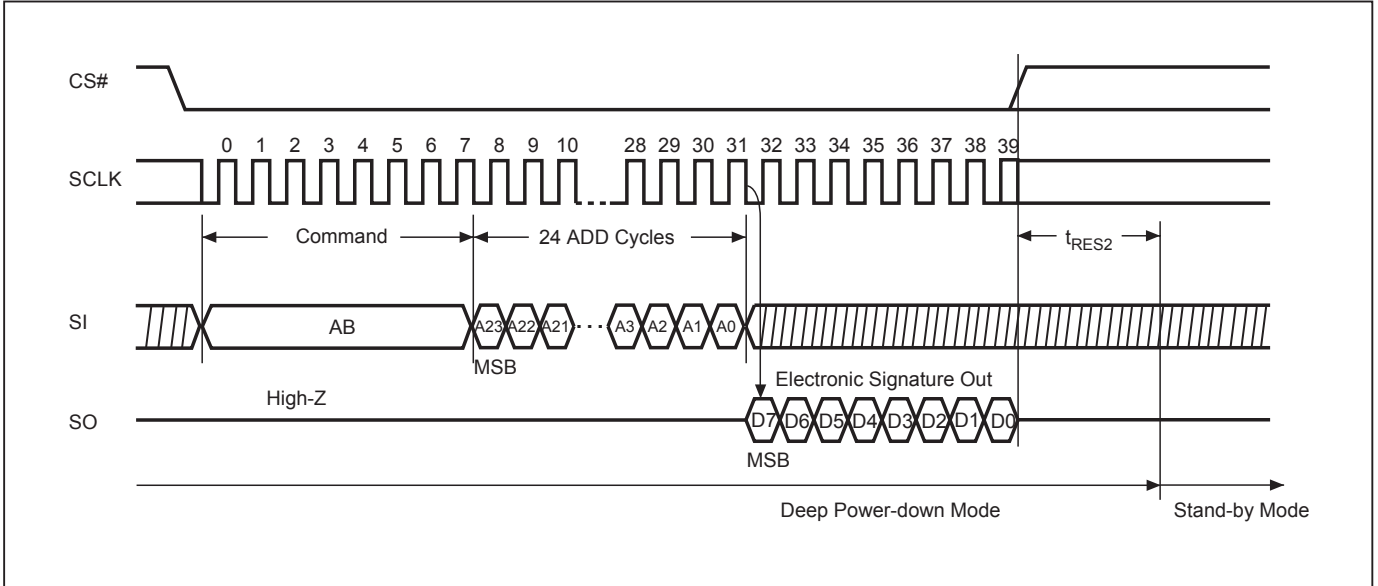 CS#
0 1 2 3 4 5 6 7 8 9 10 28 29 30 31 32 33 34 35 36 37 38 39
SCLK
Command 24 ADD Cycles tRES2
SI AB A23 A22 A21 A3 A2 A1 A0
MSB
Electronic Signature Out
High-Z
SO D7 D6 D5 D4 D3 D2 D1 D0
MSB
Deep Power-down Mode Stand-by Mode